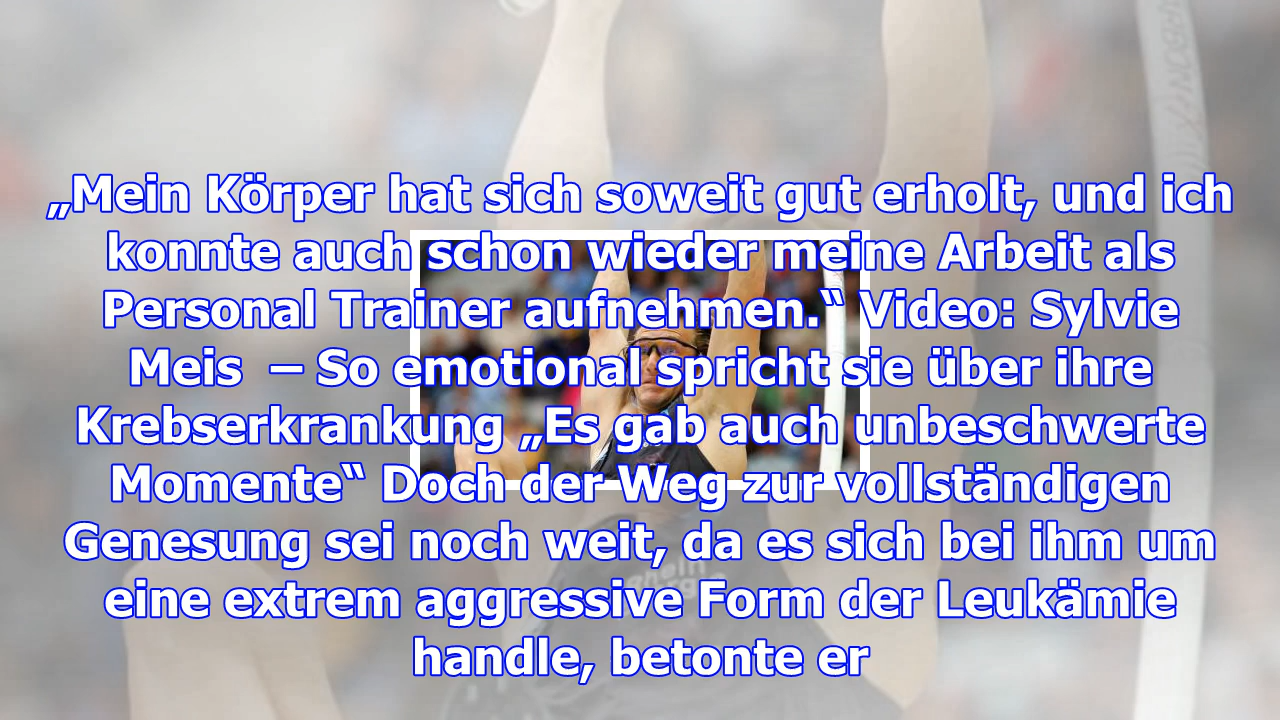 „Mein Körper hat sich soweit gut erholt, und ich
konnte auch schon wieder meine Arbeit als
Personal Trainer aufnehmen.“ Video: Sylvie
Meis – So emotional spricht sie über ihre
Krebserkrankung „Es gab auch unbeschwerte
Momente“ Doch der Weg zur vollständigen
Genesung sei noch weit, da es sich bei ihm um
eine extrem aggressive Form der Leukämie
handle, betonte er